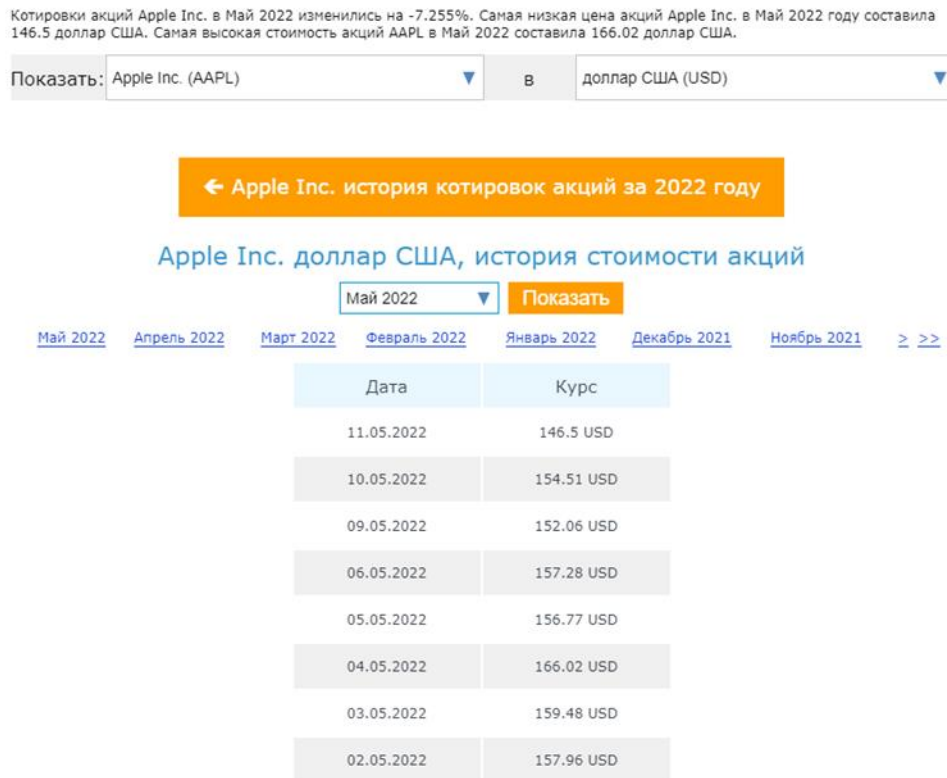 Котировки акций Apple Inc. в Май 2022 изменились на -7.255%. Самая низкая цена акций Apple Inc. в Май 2022 году составила
146.5 доллар США. Самая высокая стоимость акций AAPL в Май 2022 составила 166.02 доллар США.
Показать: Apple Inc. (AAPL) в доллар США (USD)
← Apple Inc. история котировок акций за 2022 году
Apple Inc. доллар США, история стоимости акций
Май 2022 Показать
Май 2022 Апрель 2022 Март 2022 Февраль 2022 Январь 2022 Декабрь 2021 Ноябрь 2021 > >>
Дата Курс
11.05.2022 146.5 USD
10.05.2022 154.51 USD
09.05.2022 152.06 USD
06.05.2022 157.28 USD
05.05.2022 156.77 USD
04.05.2022 166.02 USD
03.05.2022 159.48 USD
02.05.2022 157.96 USD